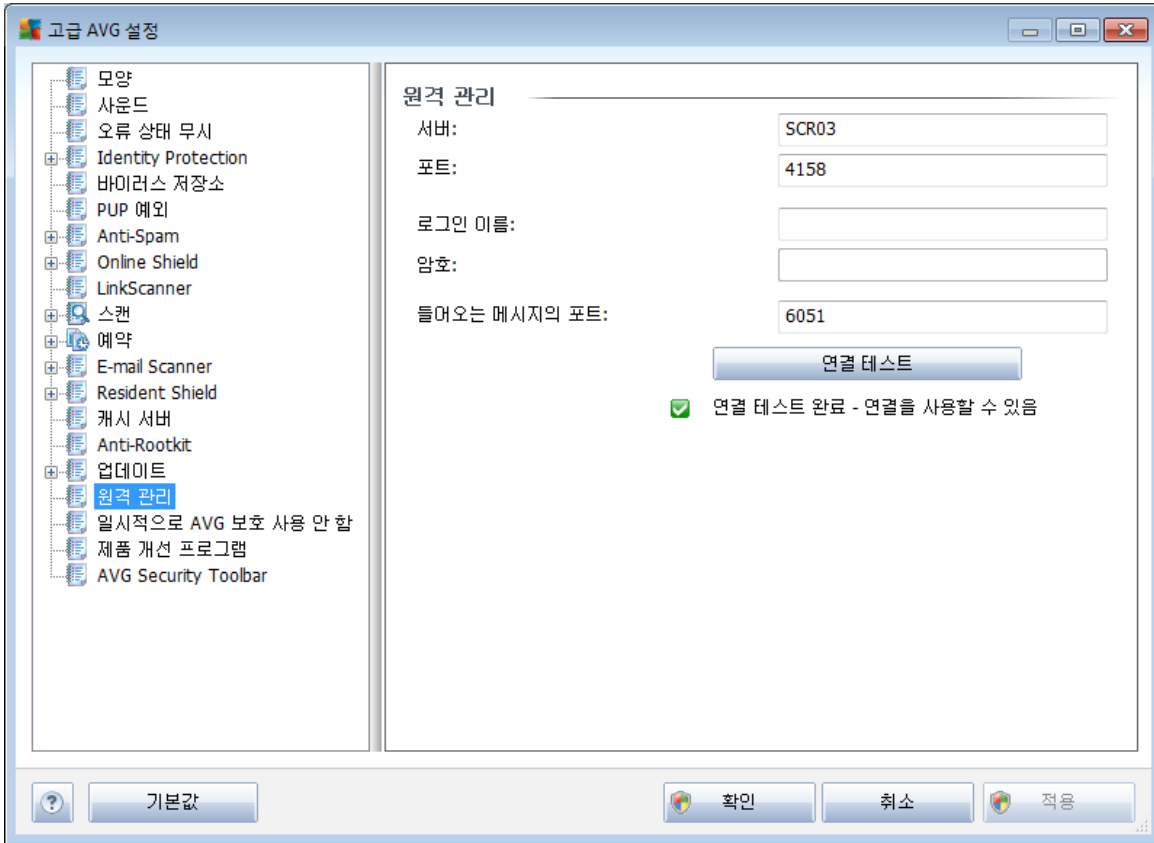 고급 AVG 설정
모양
사운드
오류 상태 무시
Identity Protection
바이러스 저장소
PUP 예외
Anti-Spam
Online Shield
LinkScanner
스캔
예약
E-mail Scanner
Resident Shield
캐시 서버
Anti-Rootkit
업데이트
원격 관리
일시적으로 AVG 보호 사용 안 함
제품 개선 프로그램
AVG Security Toolbar
원격 관리
서버: SCR03
포트: 4158
로그인 이름:
암호:
들어오는 메시지의 포트: 6051
연결 테스트
연결 테스트 완료 - 연결을 사용할 수 있음
? 기본값 확인 취소 적용